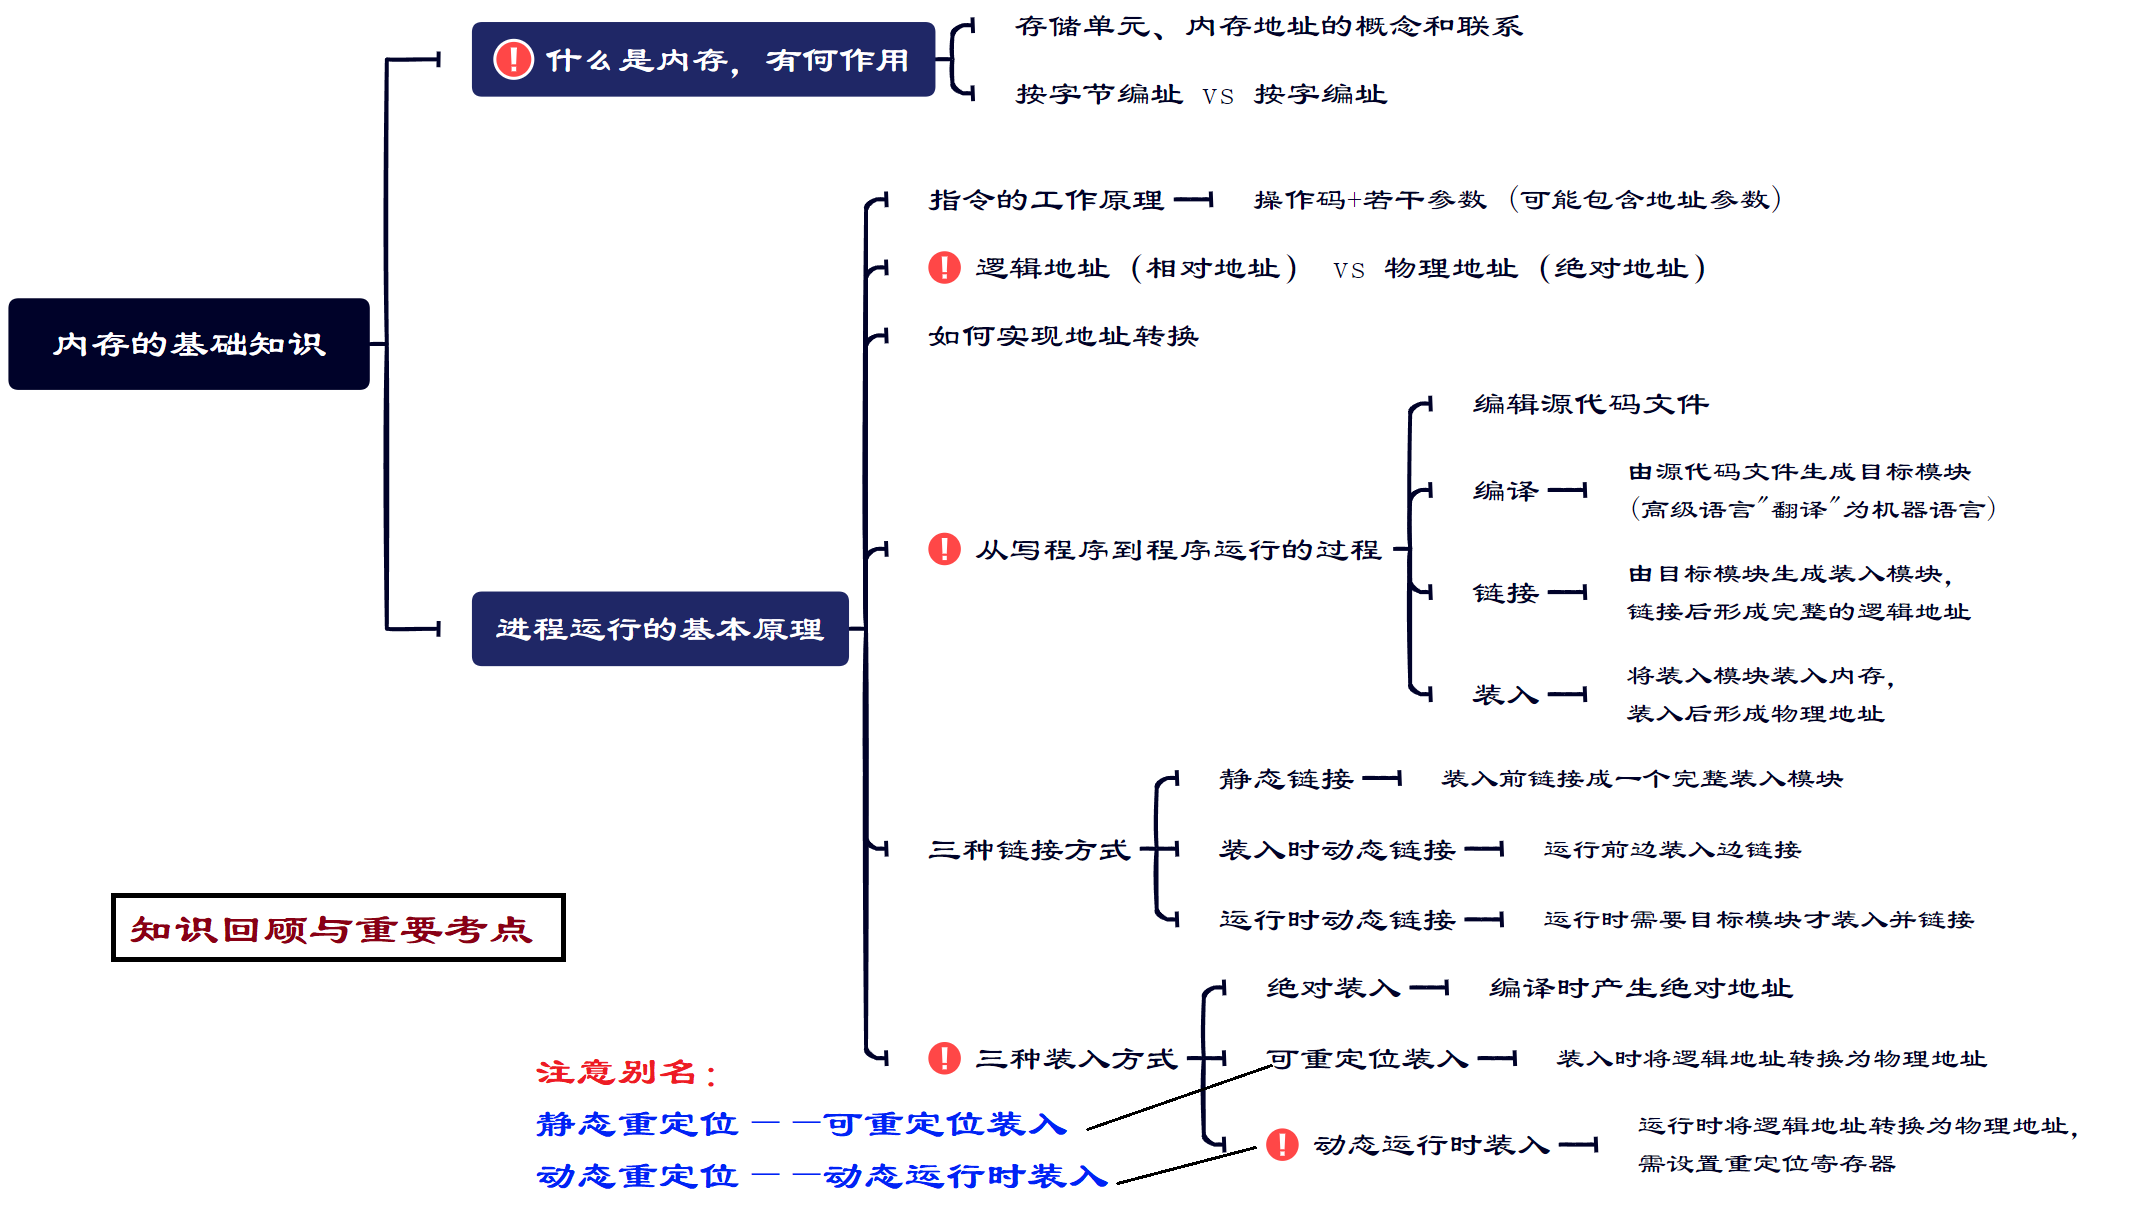 内存的基础知识
什么是内存，有何作用
存储单元、内存地址的概念和联系
按字节编址 vs 按字编址
进程运行的基本原理
指令的工作原理
操作码+若干参数（可能包含地址参数）
逻辑地址（相对地址） vs 物理地址（绝对地址）
如何实现地址转换
从写程序到程序运行的过程
编辑源代码文件
编译
由源代码文件生成目标模块
（高级语言"翻译"为机器语言）
链接
由目标模块生成装入模块，
链接后形成完整的逻辑地址
装入
将装入模块装入内存，
装入后形成物理地址
三种链接方式
静态链接
装入前链接成一个完整装入模块
装入时动态链接
运行前边装入边链接
运行时动态链接
运行时需要目标模块才装入并链接
三种装入方式
绝对装入
编译时产生绝对地址
可重定位装入
装入时将逻辑地址转换为物理地址
动态运行时装入
运行时将逻辑地址转换为物理地址，
需设置重定位寄存器
知识回顾与重要考点
注意别名：
静态重定位——可重定位装入
动态重定位——动态运行时装入